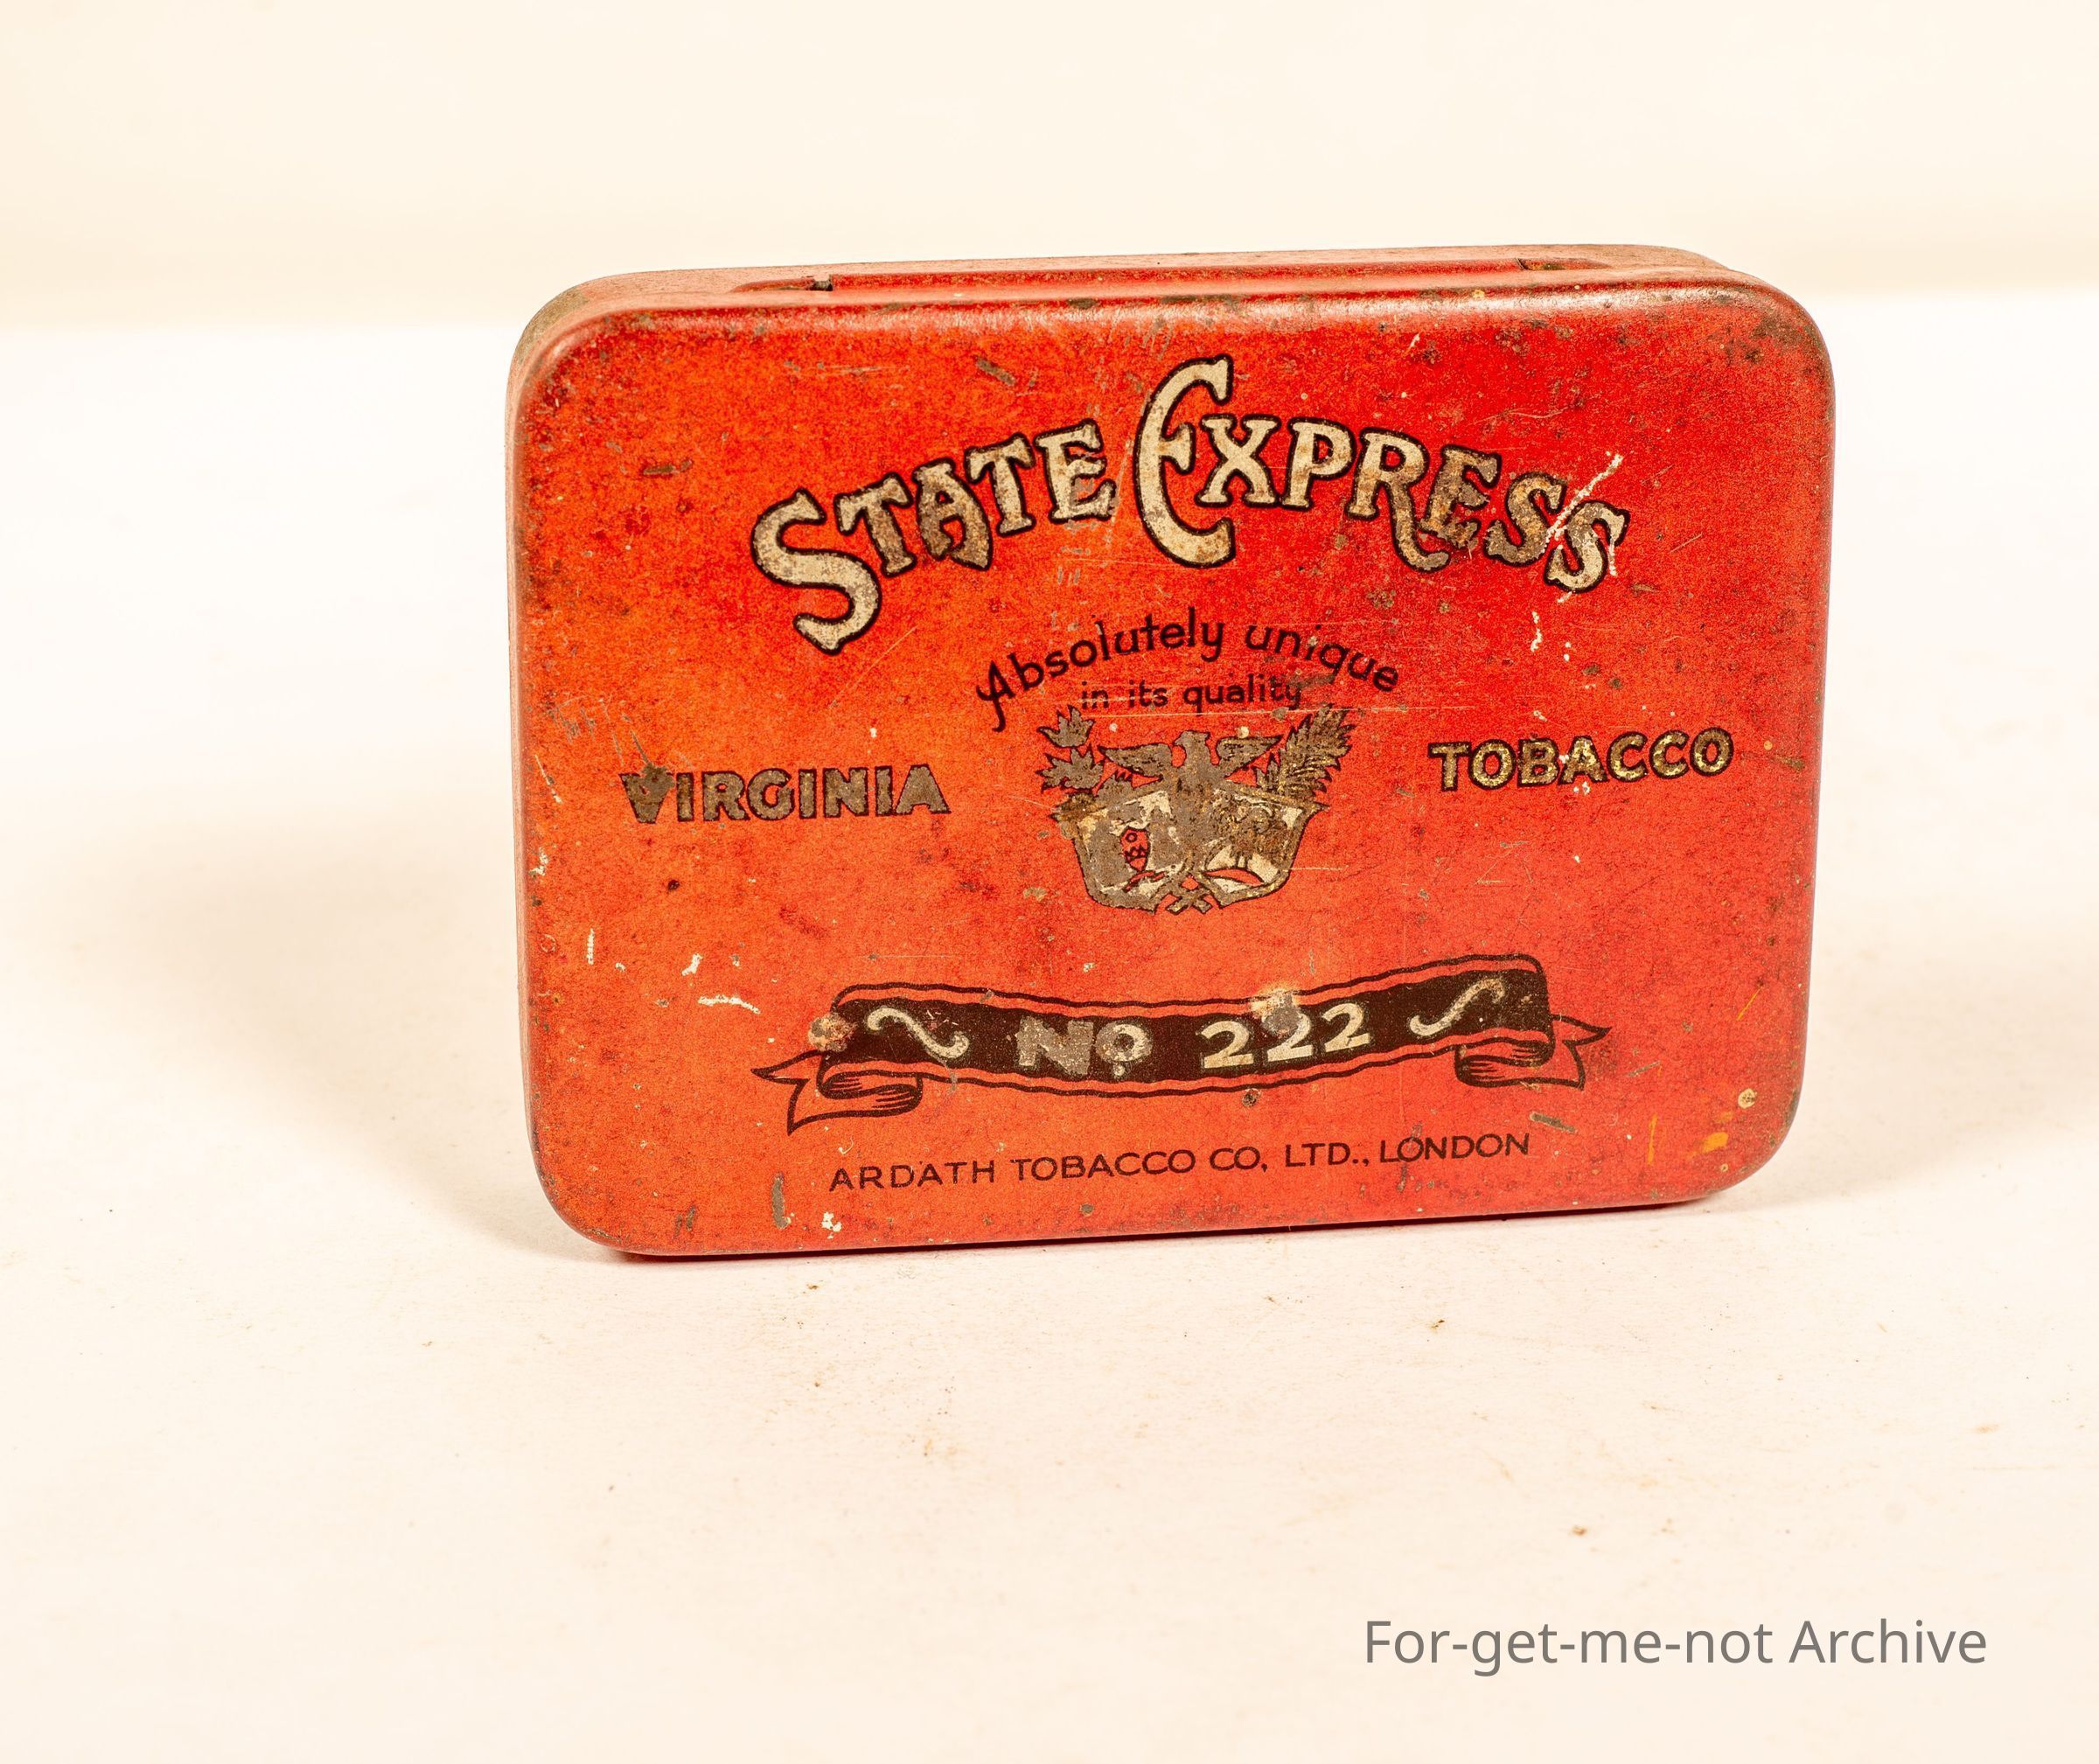 STATE EXPRESS
Absolutely unique
in its quality
VIRGINIA TOBACCO
No 222
ARDATH TOBACCO CO. LTD., LONDON
For-get-me-not Archive